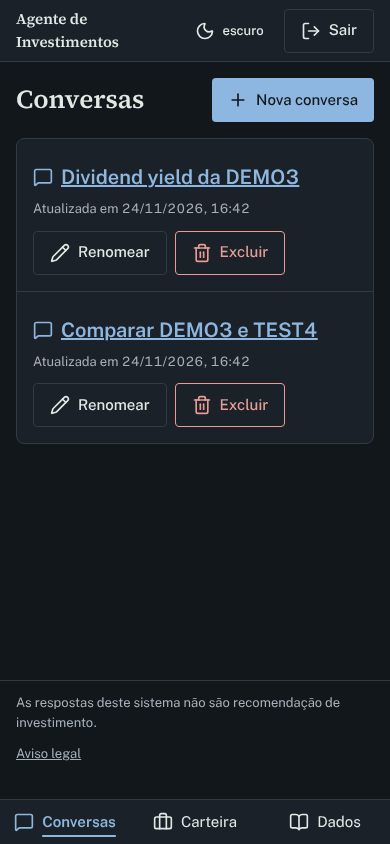 Agente de
Investimentos
escuro
Sair
Conversas
Nova conversa
Dividend yield da DEMO3
Atualizada em 24/11/2026, 16:42
Renomear
Excluir
Comparar DEMO3 e TEST4
Atualizada em 24/11/2026, 16:42
Renomear
Excluir
As respostas deste sistema não são recomendação de
investimento.
Aviso legal
Conversas
Carteira
Dados